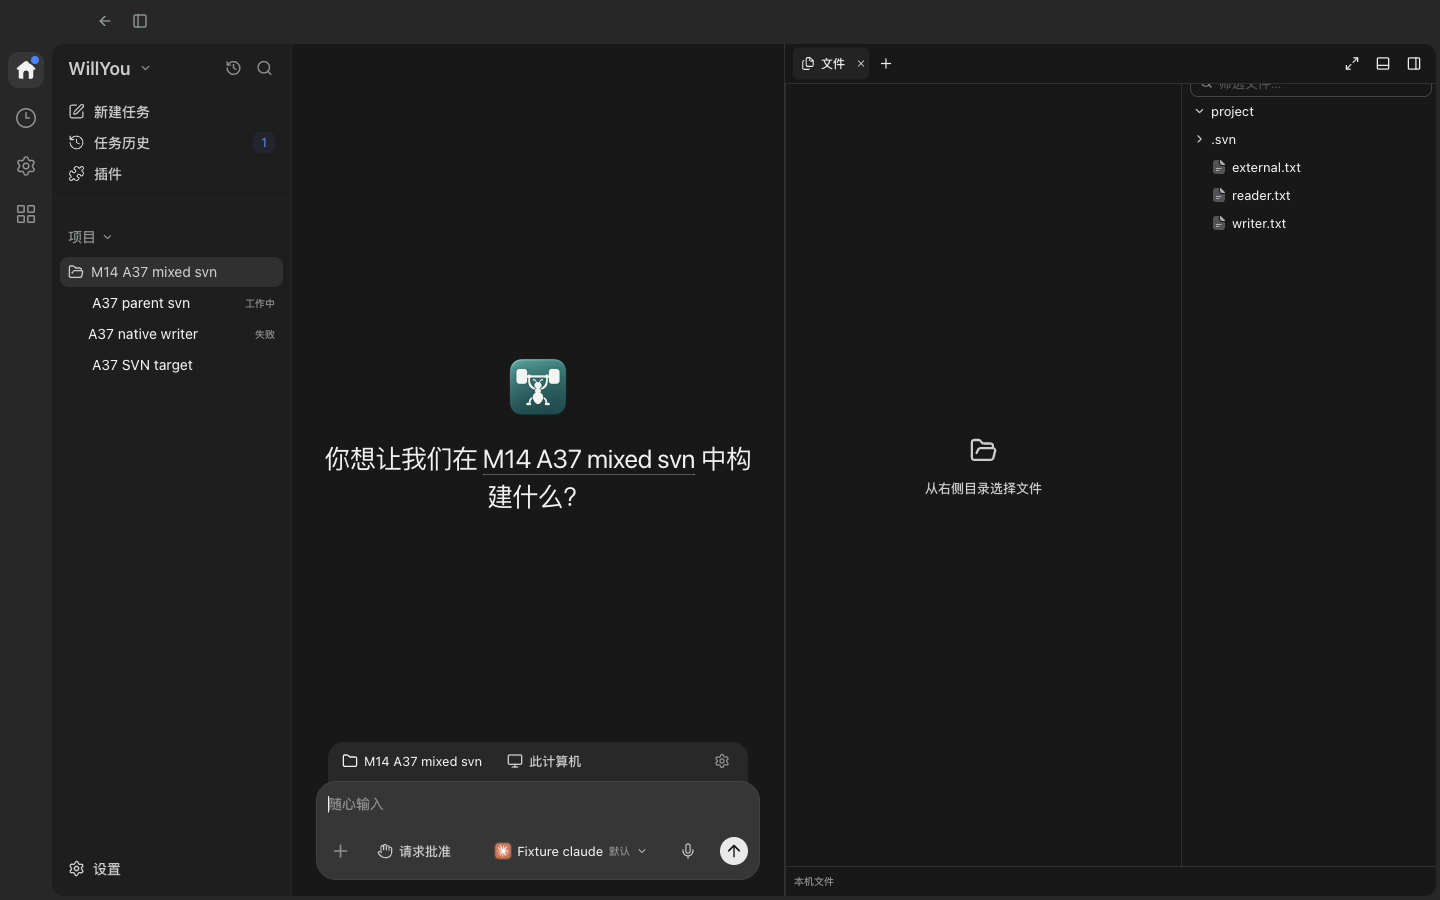 WillYou
新建任务
任务历史
1
插件
项目
M14 A37 mixed svn
A37 parent svn
工作中
A37 native writer
失败
A37 SVN target
设置
你想让我们在 M14 A37 mixed svn 中构
建什么?
M14 A37 mixed svn
此计算机
随心输入
请求批准
Fixture claude 默认
文件
从右侧目录选择文件
筛选文件...
project
.svn
external.txt
reader.txt
writer.txt
本机文件